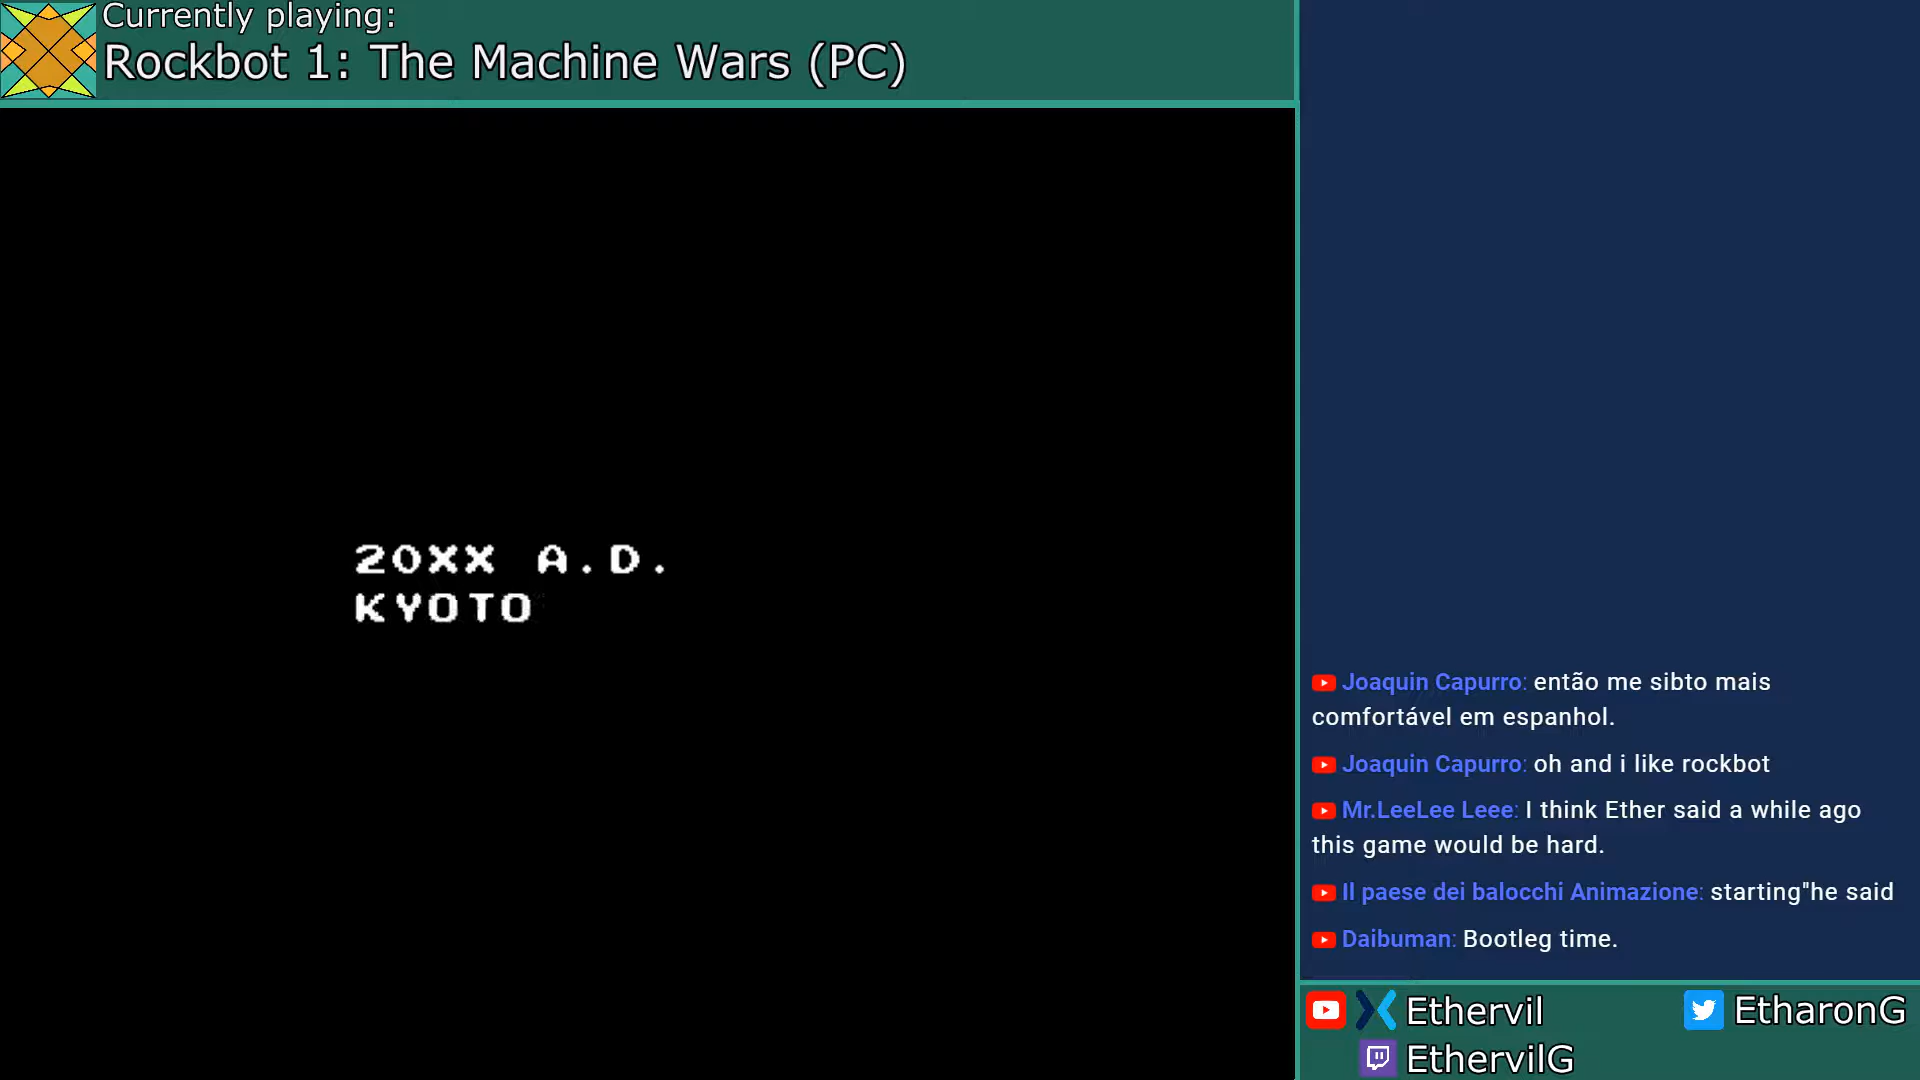 Currently playing:
Rockbot 1: The Machine Wars (PC)
20XX A.D.
KYOTO
Joaquin Capurro: então me sibto mais
comfortável em espanhol.
Joaquin Capurro: oh and i like rockbot
Mr.LeeLee Leee: I think Ether said a while ago
this game would be hard.
Il paese dei balocchi Animazione: starting"he said
Daibuman: Bootleg time.
Ethervil
EtharonG
EthervilG